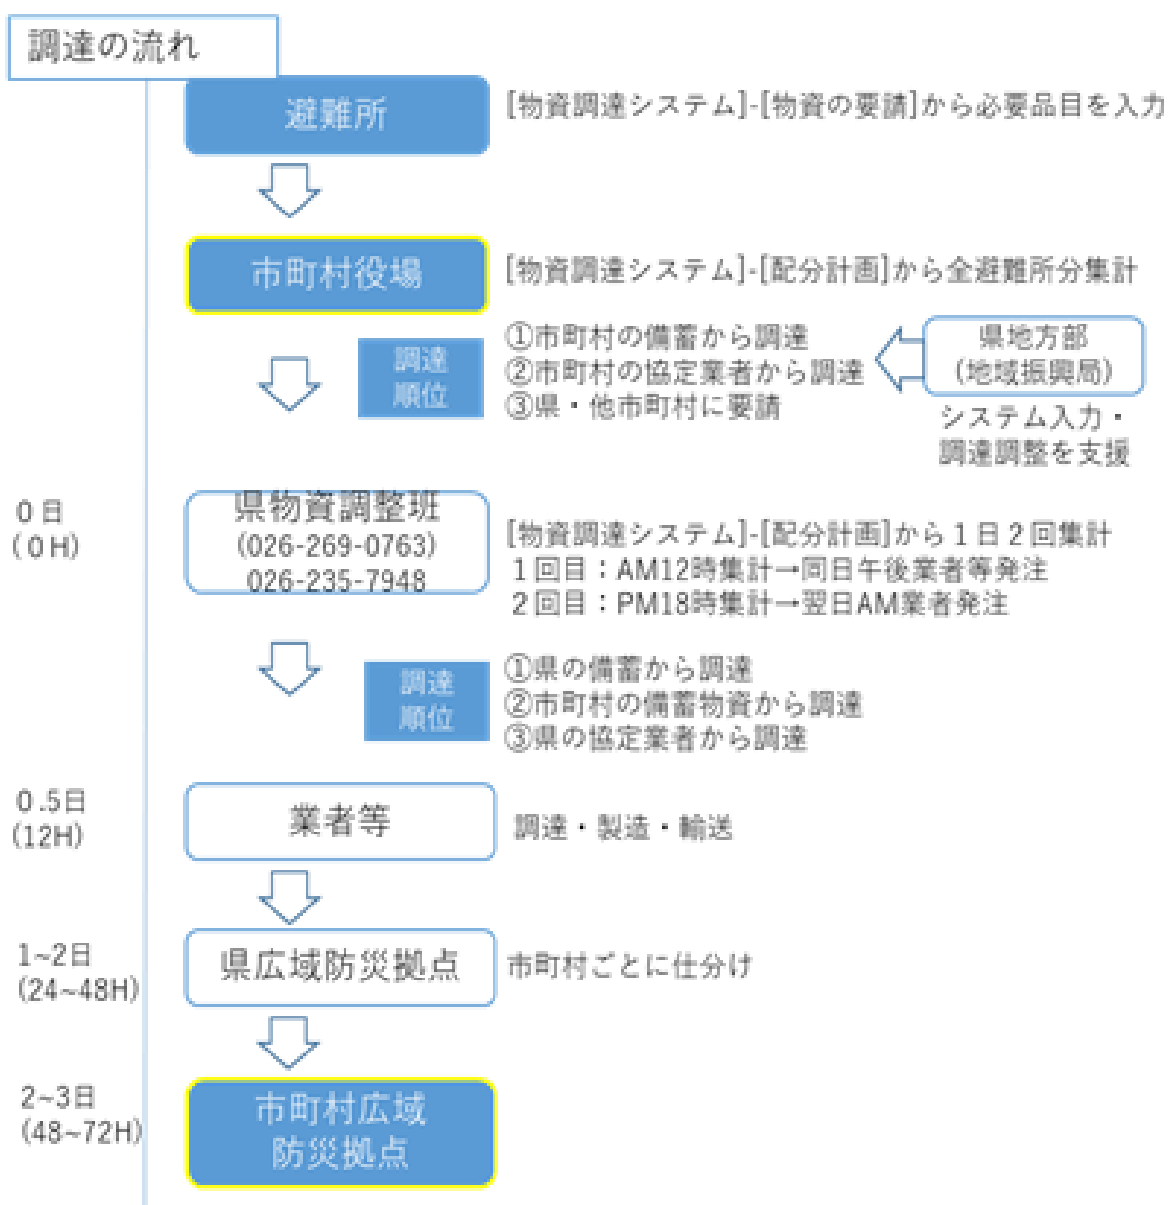 調達の流れ
避難所
[物資調達システム]-[物資の要請]から必要品目を入力
市町村役場
[物資調達システム]-[配分計画]から全避難所分集計
調達
順位
①市町村の備蓄から調達
②市町村の協定業者から調達
③県・他市町村に要請
県地方部
(地域振興局)
システム入力・
調達調整を支援
0日
(0H)
県物資調整班
(026-269-0763)
026-235-7948
[物資調達システム]-[配分計画]から1日2回集計
1回目：AM12時集計→同日午後業者等発注
2回目：PM18時集計→翌日AM業者発注
調達
順位
①県の備蓄から調達
②市町村の備蓄物資から調達
③県の協定業者から調達
0.5日
(12H)
業者等
調達・製造・輸送
1~2日
(24~48H)
県広域防災拠点
市町村ごとに仕分け
2~3日
(48~72H)
市町村広域
防災拠点